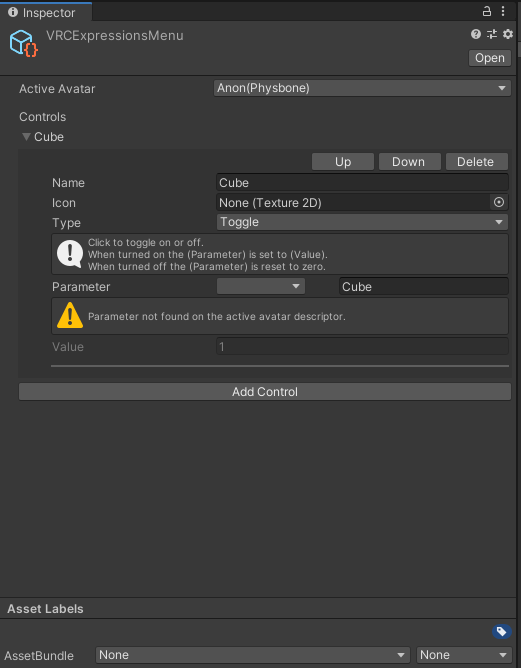 Inspector
VRCExpressionsMenu
Open
Active Avatar Anon(Physbone)
Controls
Cube
Up Down Delete
Name Cube
Icon None (Texture 2D)
Type Toggle
Click to toggle on or off.
When turned on the (Parameter) is set to (Value).
When turned off the (Parameter) is reset to zero.
Parameter Cube
Parameter not found on the active avatar descriptor.
Value 1
Add Control
Asset Labels
AssetBundle None None